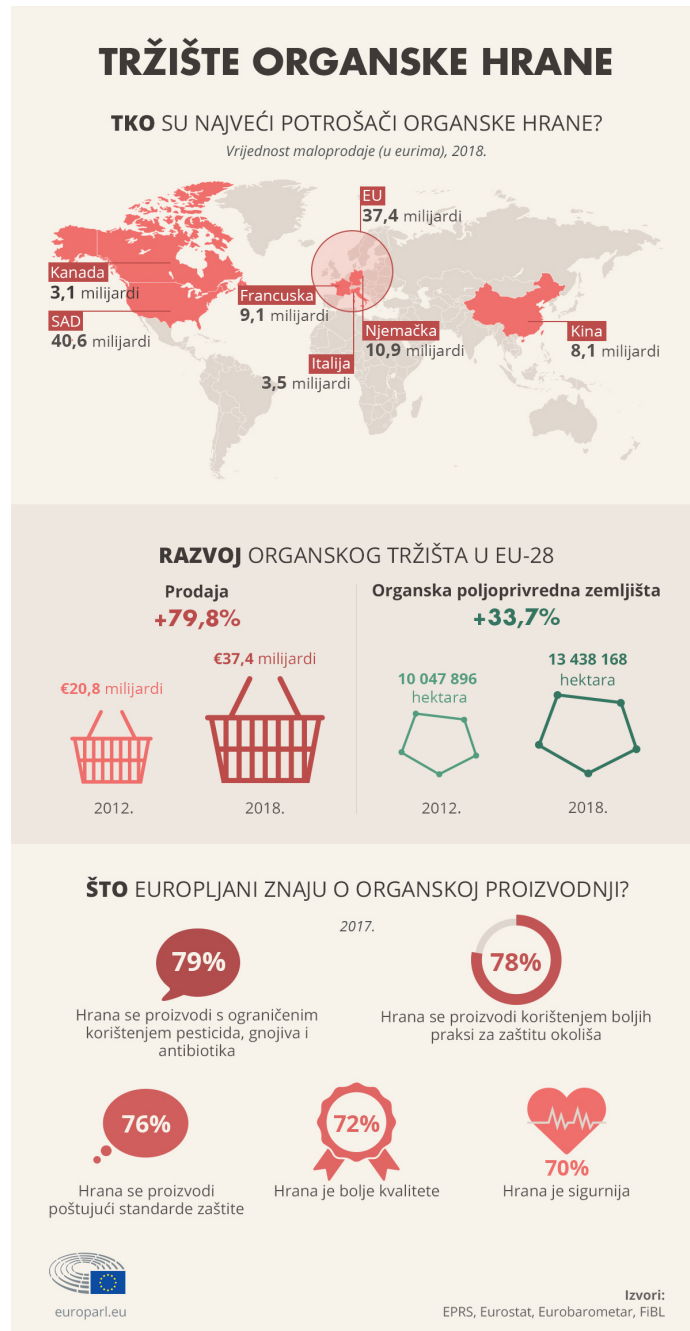 TRŽIŠTE ORGANSKE HRANE
TKO SU NAJVEĆI POTROŠAČI ORGANSKE HRANE?
Vrijednost maloprodaje (u eurima), 2018.
EU
37,4 milijardi
Kanada
3,1 milijardi
SAD
40,6 milijardi
Francuska
9,1 milijardi
Njemačka
10,9 milijardi
Italija
3,5 milijardi
Kina
8,1 milijardi
RAZVOJ ORGANSKOG TRŽIŠTA U EU-28
Prodaja
+79,8%
€20,8 milijardi
€37,4 milijardi
2012.
2018.
Organska poljoprivredna zemljišta
+33,7%
10 047 896
hektara
13 438 168
hektara
2012.
2018.
ŠTO EUROPLJANI ZNAJU O ORGANSKOJ PROIZVODNJI?
2017.
79%
Hrana se proizvodi s ograničenim
korištenjem pesticida, gnojiva i
antibiotika
78%
Hrana se proizvodi korištenjem boljih
praksi za zaštitu okoliša
76%
Hrana se proizvodi
poštujući standarde zaštite
72%
Hrana je bolje kvalitete
70%
Hrana je sigurnija
europarl.eu
Izvori:
EPRS, Eurostat, Eurobarometar, FiBL